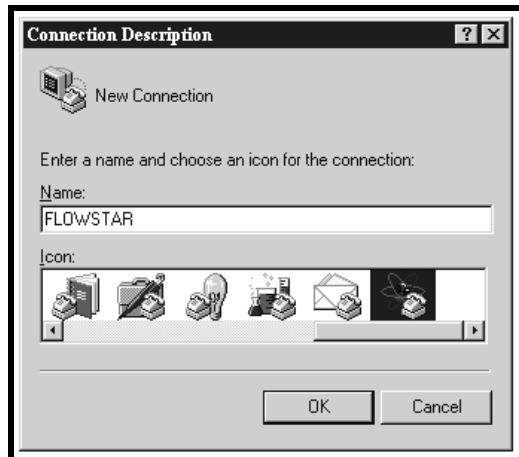 Connection Description
New Connection
Enter a name and choose an icon for the connection:
Name:
FLOWSTAR
Icon:
OK
Cancel